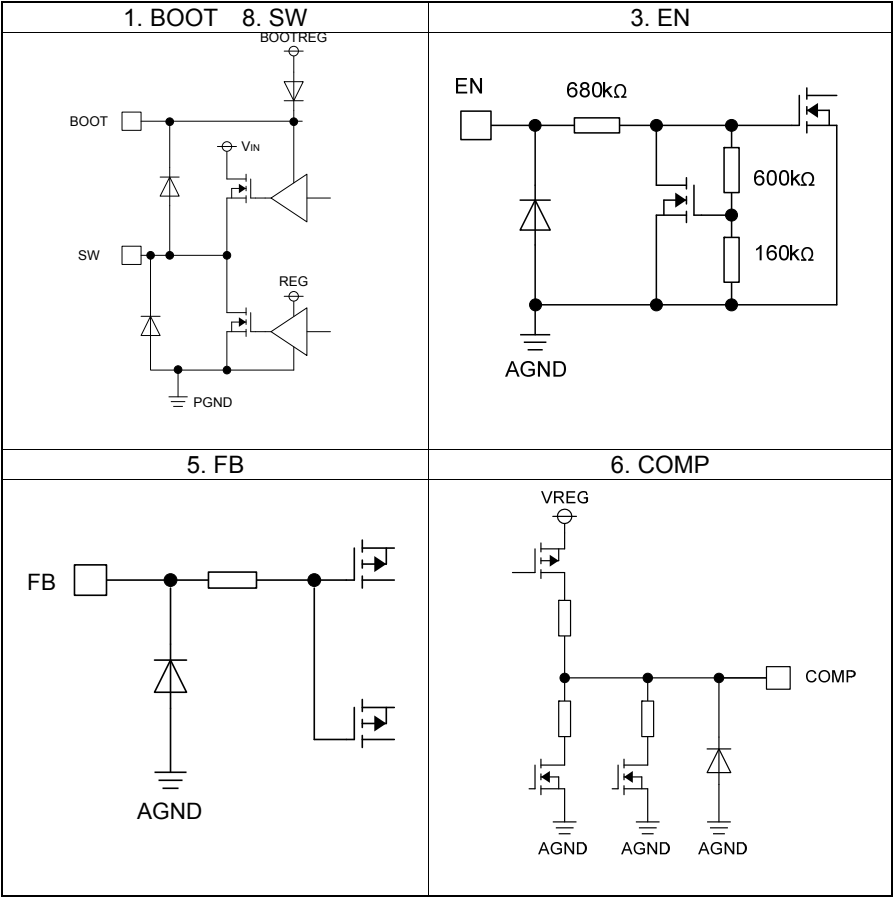 1. BOOT 8. SW
BOOTREG
BOOT
VIN
SW
REG
PGND
3. EN
EN
680kΩ
600kΩ
160kΩ
AGND
5. FB
FB
AGND
6. COMP
VREG
COMP
AGND AGND AGND